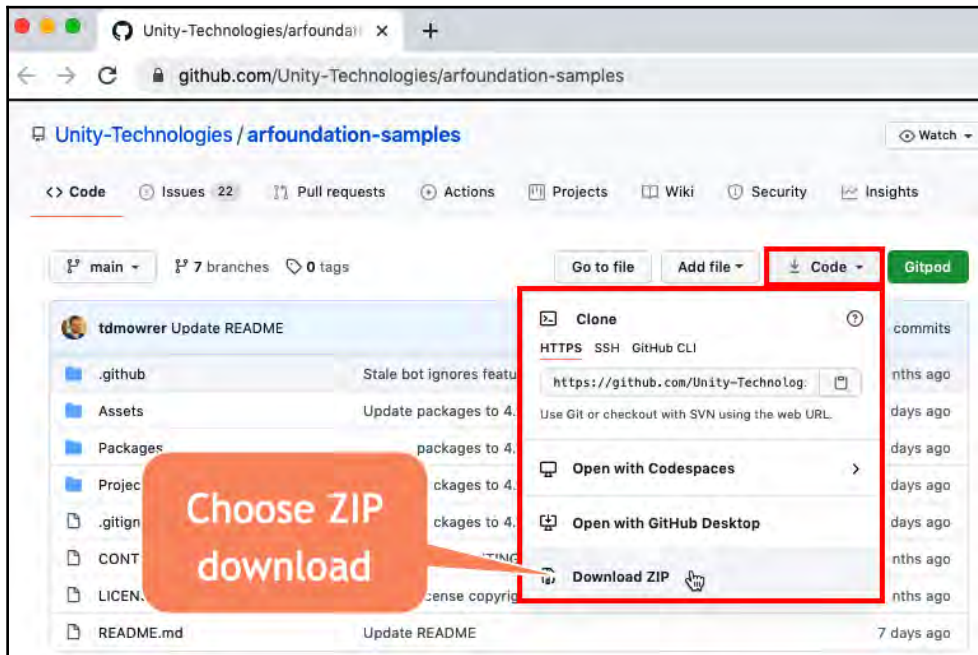 Unity-Technologies/arfoundati
github.com/Unity-Technologies/arfoundation-samples
Unity-Technologies / arfoundation-samples
Watch
<> Code Issues 22 Pull requests Actions Projects Wiki Security Insights
main 7 branches 0 tags Go to file Add file Code Gitpod
tdmowrer Update README commits
Clone
HTTPS SSH GitHub CLI
https://github.com/Unity-Technolog
Use Git or checkout with SVN using the web URL.
Open with Codespaces
Open with GitHub Desktop
Download ZIP
.github Stale bot ignores featu nths ago
Assets Update packages to 4. days ago
Packages packages to 4. days ago
Projec ckages to 4. days ago
.gitign ckages to 4. days ago
CONT TING nths ago
LICEN cense copyrig nths ago
README.md Update README 7 days ago
Choose ZIP
download